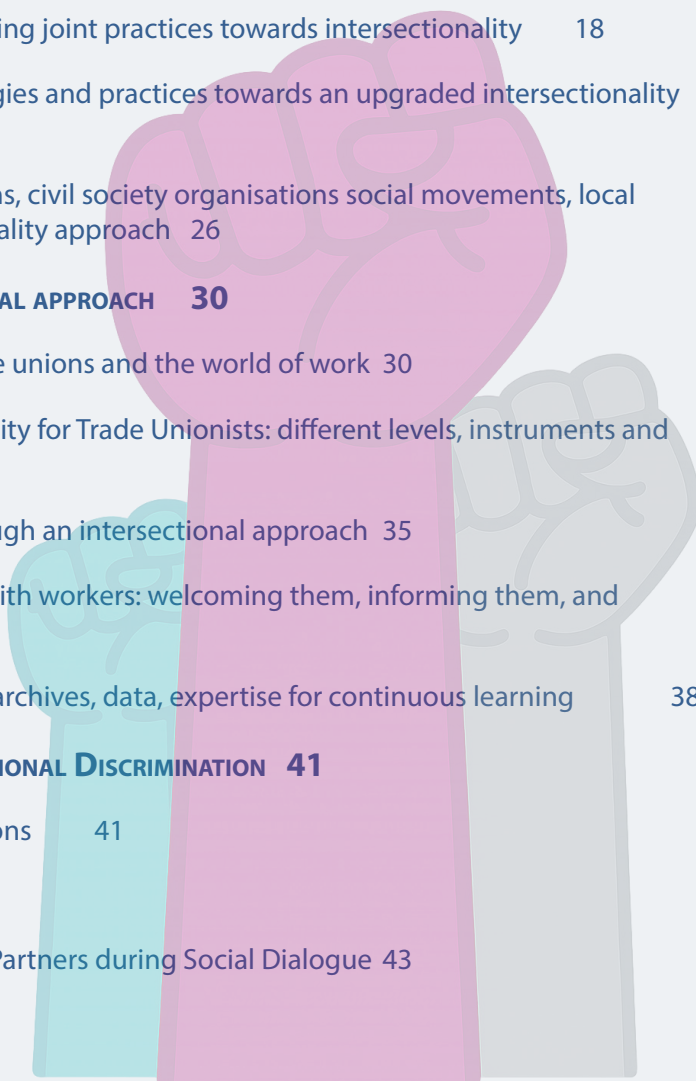 ing joint practices towards intersectionality 18
gies and practices towards an upgraded intersectionality
s, civil society organisations social movements, local
ality approach 26
AL APPROACH 30
e unions and the world of work 30
ity for Trade Unionists: different levels, instruments and
ugh an intersectional approach 35
ith workers: welcoming them, informing them, and
archives, data, expertise for continuous learning 38
IONAL DISCRIMINATION 41
ons 41
Partners during Social Dialogue 43